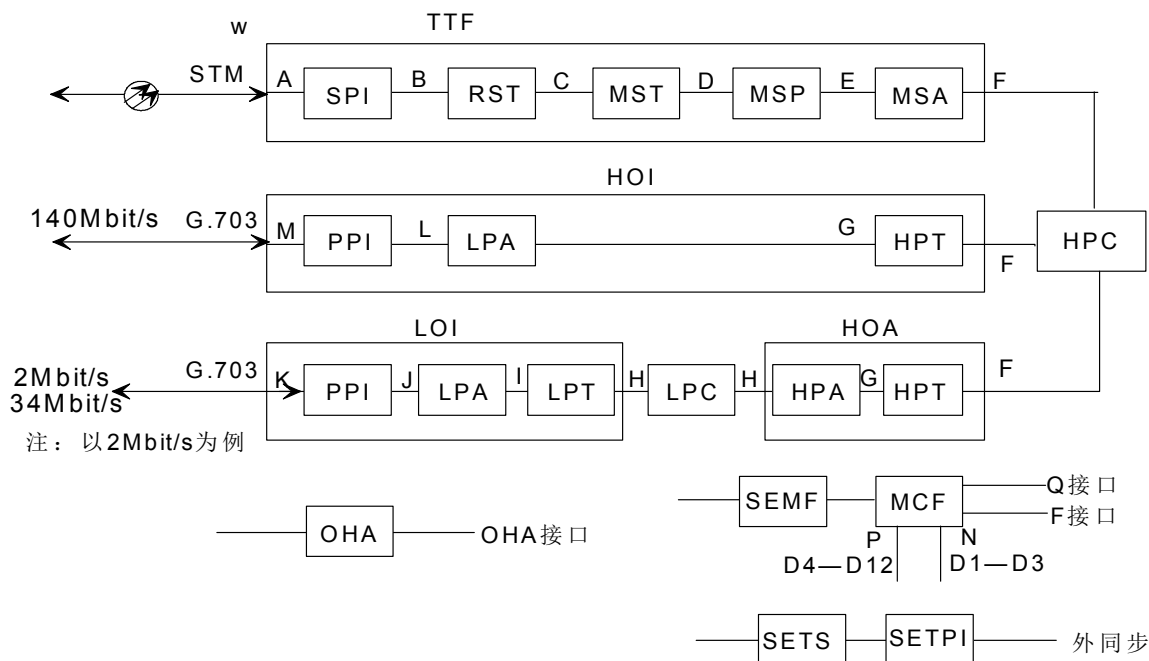 w TTF
STM A SPI B RST C MST D MSP E MSA F
HOI
140Mbit/s G.703 M PPI L LPA G HPT F HPC
LOI HOA
2Mbit/s
34Mbit/s
G.703 K PPI J LPA I LPT H LPC H HPA G HPT F
注：以2Mbit/s为例
SEMF MCF Q接口
F接口
OHA OHA接口
P N
D4—D12 D1—D3
SETS SETPI 外同步